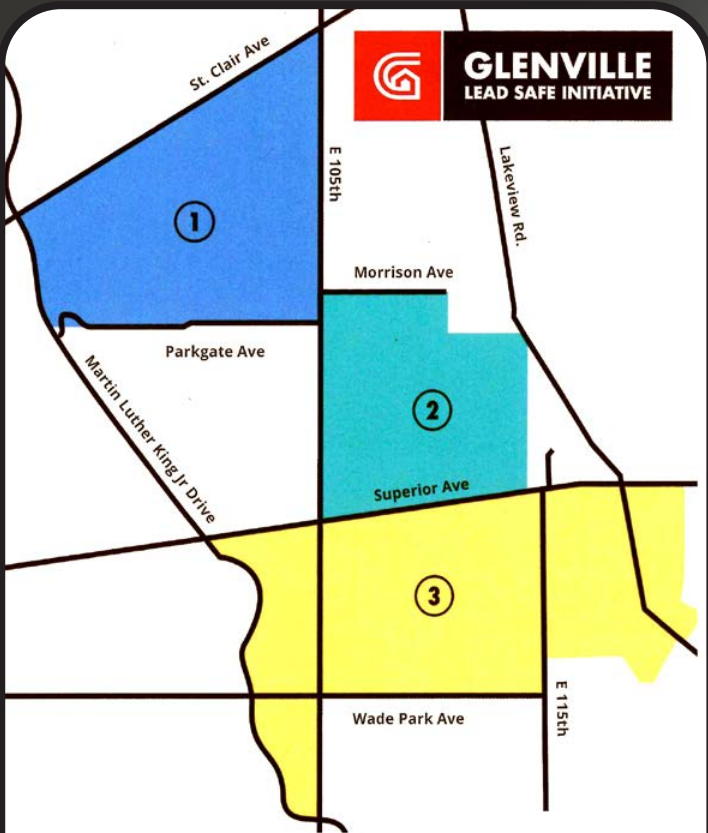 St. Clair Ave
GLENVILLE
LEAD SAFE INITIATIVE
E 105th
Lakeview Rd.
1
Morrison Ave
Parkgate Ave
Martin Luther King Jr Drive
2
Superior Ave
3
E 115th
Wade Park Ave